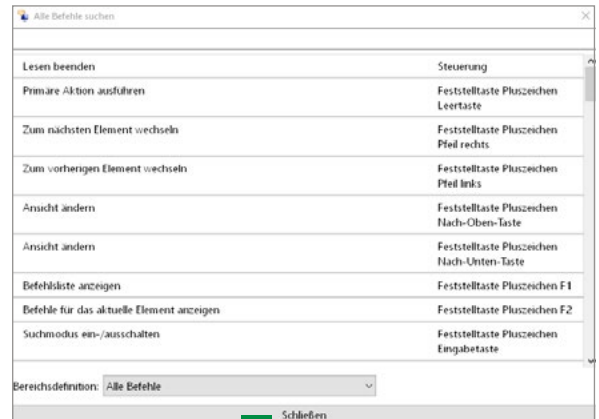 Alle Befehle suchen
Lesen beenden Steuerung
Primäre Aktion ausführen Feststelltaste Pluszeichen
Leertaste
Zum nächsten Element wechseln Feststelltaste Pluszeichen
Pfeil rechts
Zum vorherigen Element wechseln Feststelltaste Pluszeichen
Pfeil links
Ansicht ändern Feststelltaste Pluszeichen
Nach-Oben-Taste
Ansicht ändern Feststelltaste Pluszeichen
Nach-Unten-Taste
Befehlsliste anzeigen Feststelltaste Pluszeichen F1
Befehle für das aktuelle Element anzeigen Feststelltaste Pluszeichen F2
Suchmodus ein-/ausschalten Feststelltaste Pluszeichen
Eingabetaste
Bereichsdefinition: Alle Befehle
Schließen